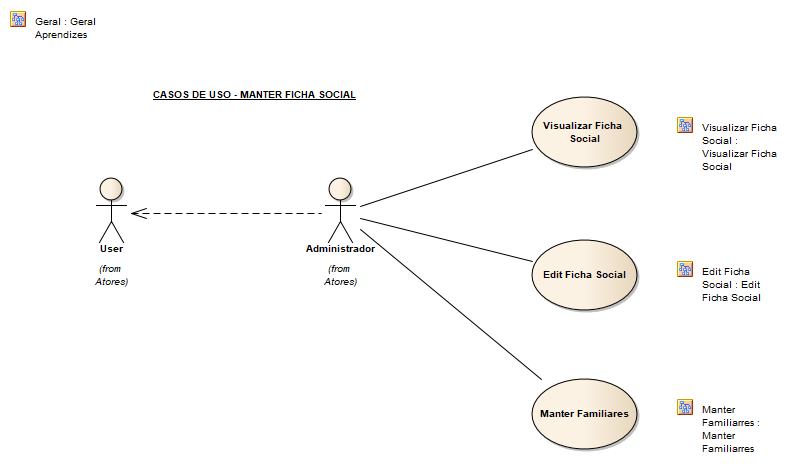 Geral : Geral
Aprendizes
CASOS DE USO - MANTER FICHA SOCIAL
Visualizar Ficha
Social
Visualizar Ficha
Social :
Visualizar Ficha
Social
User
(from
Atores)
Administrador
(from
Atores)
Edit Ficha Social
Edit Ficha
Social : Edit
Ficha Social
Manter Familiares
Manter
Familiarres :
Manter
Familiarres